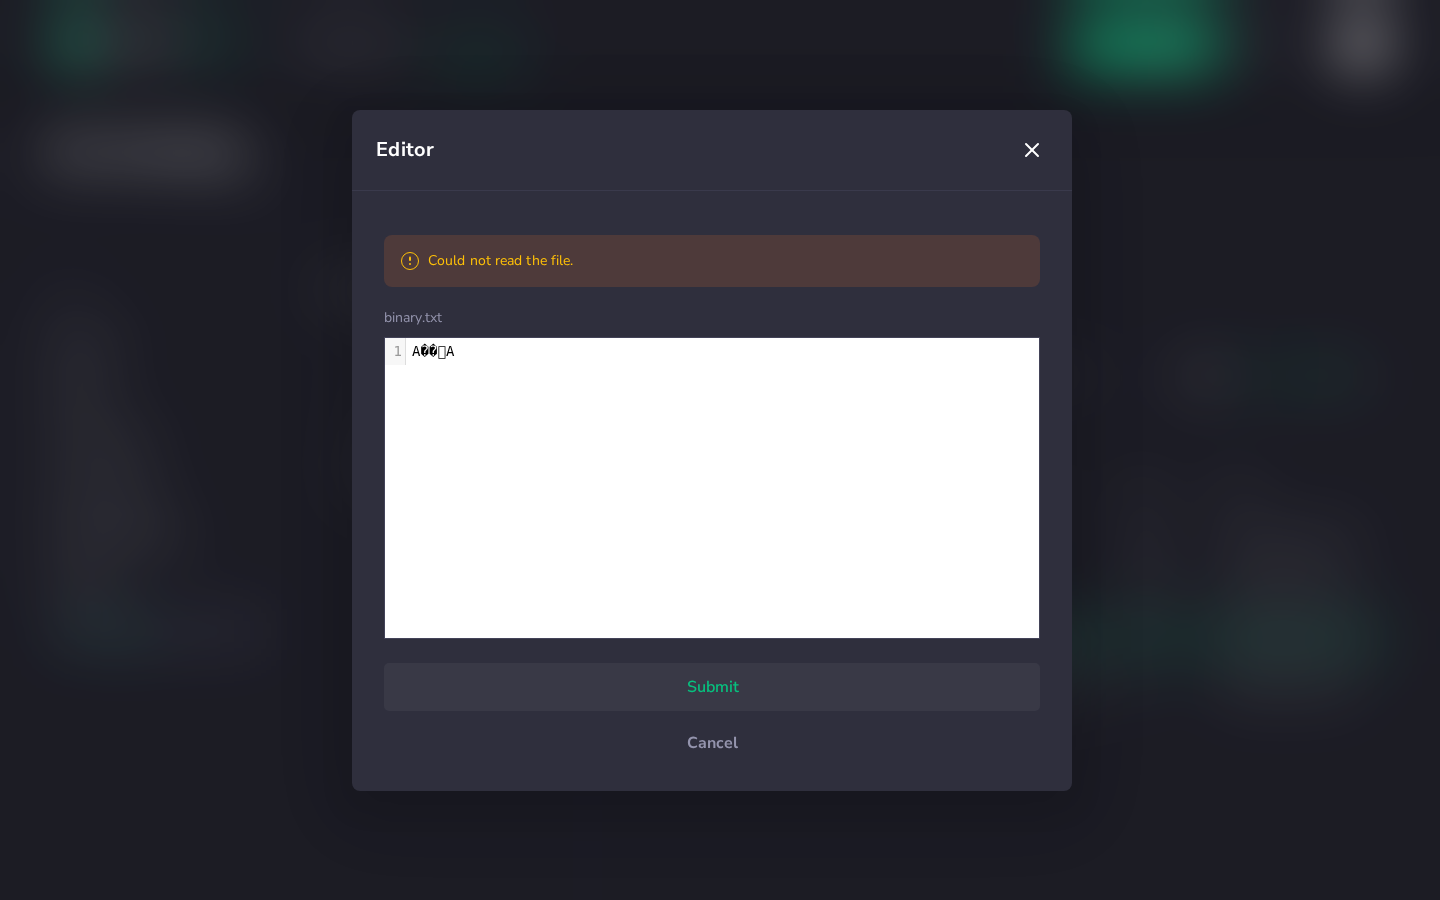 Editor
Could not read the file.
binary.txt
1 A��A
Submit
Cancel